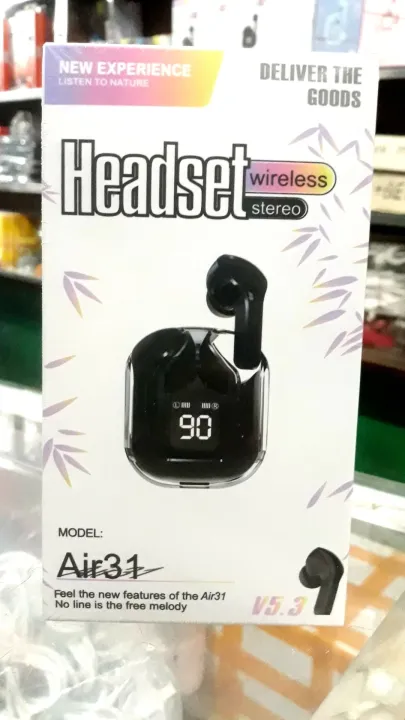 NEW EXPERIENCE
LISTEN TO NATURE
DELIVER THE
GOODS
Headset
wireless
stereo
L R
90
MODEL:
Air31
Feel the new features of the Air31
No line is the free melody
V5.3